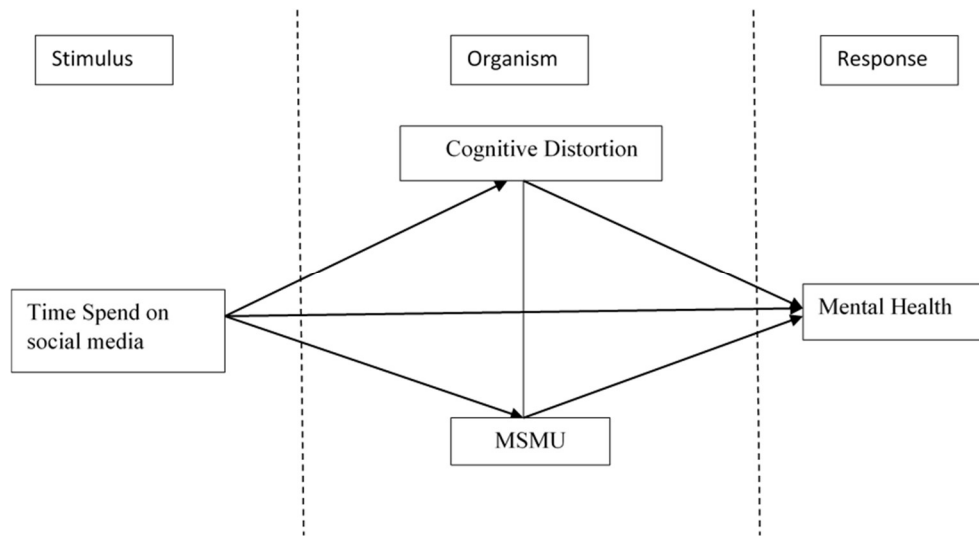 Stimulus
Organism
Response
Cognitive Distortion
Time Spend on
social media
Mental Health
MSMU